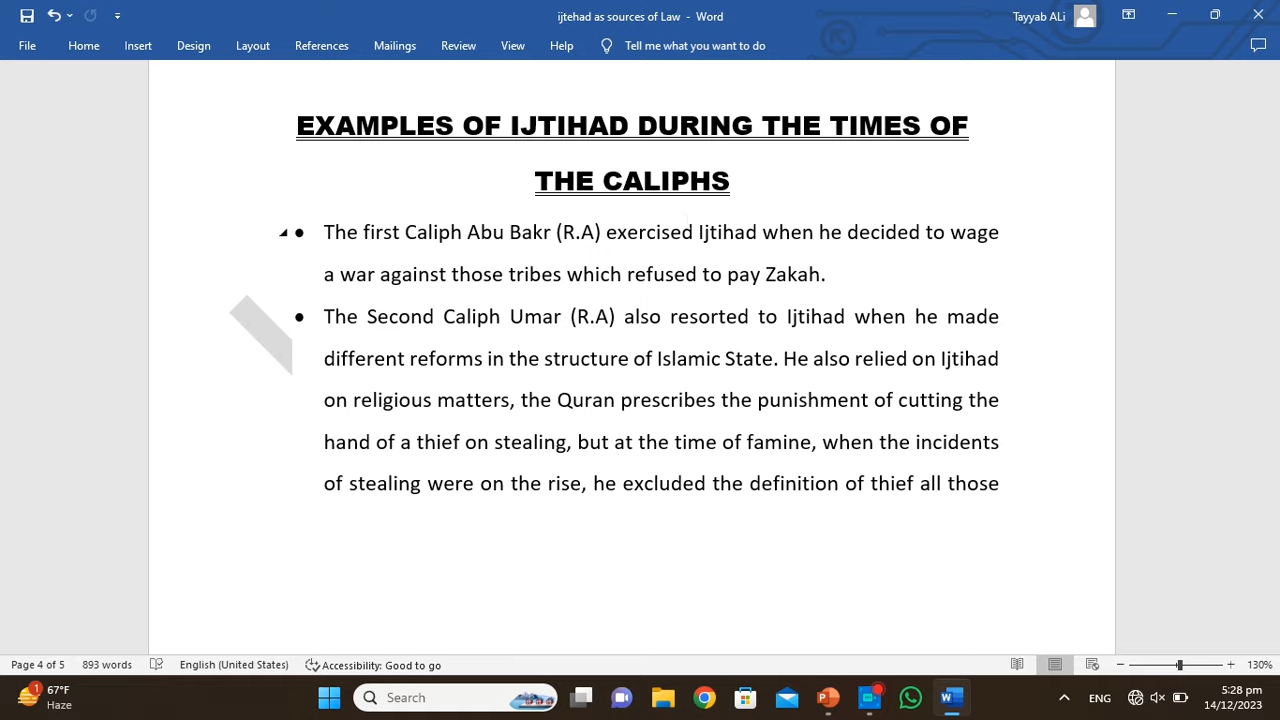 ijtehad as sources of Law - Word
Tayyab ALi
File Home Insert Design Layout References Mailings Review View Help Tell me what you want to do
EXAMPLES OF IJTIHAD DURING THE TIMES OF
THE CALIPHS
● The first Caliph Abu Bakr (R.A) exercised Ijtihad when he decided to wage
a war against those tribes which refused to pay Zakah.
● The Second Caliph Umar (R.A) also resorted to Ijtihad when he made
different reforms in the structure of Islamic State. He also relied on Ijtihad
on religious matters, the Quran prescribes the punishment of cutting the
hand of a thief on stealing, but at the time of famine, when the incidents
of stealing were on the rise, he excluded the definition of thief all those
Page 4 of 5 893 words English (United States) Accessibility: Good to go 130%
1 67°F Search ENG 5:28 pm
Haze 14/12/2023